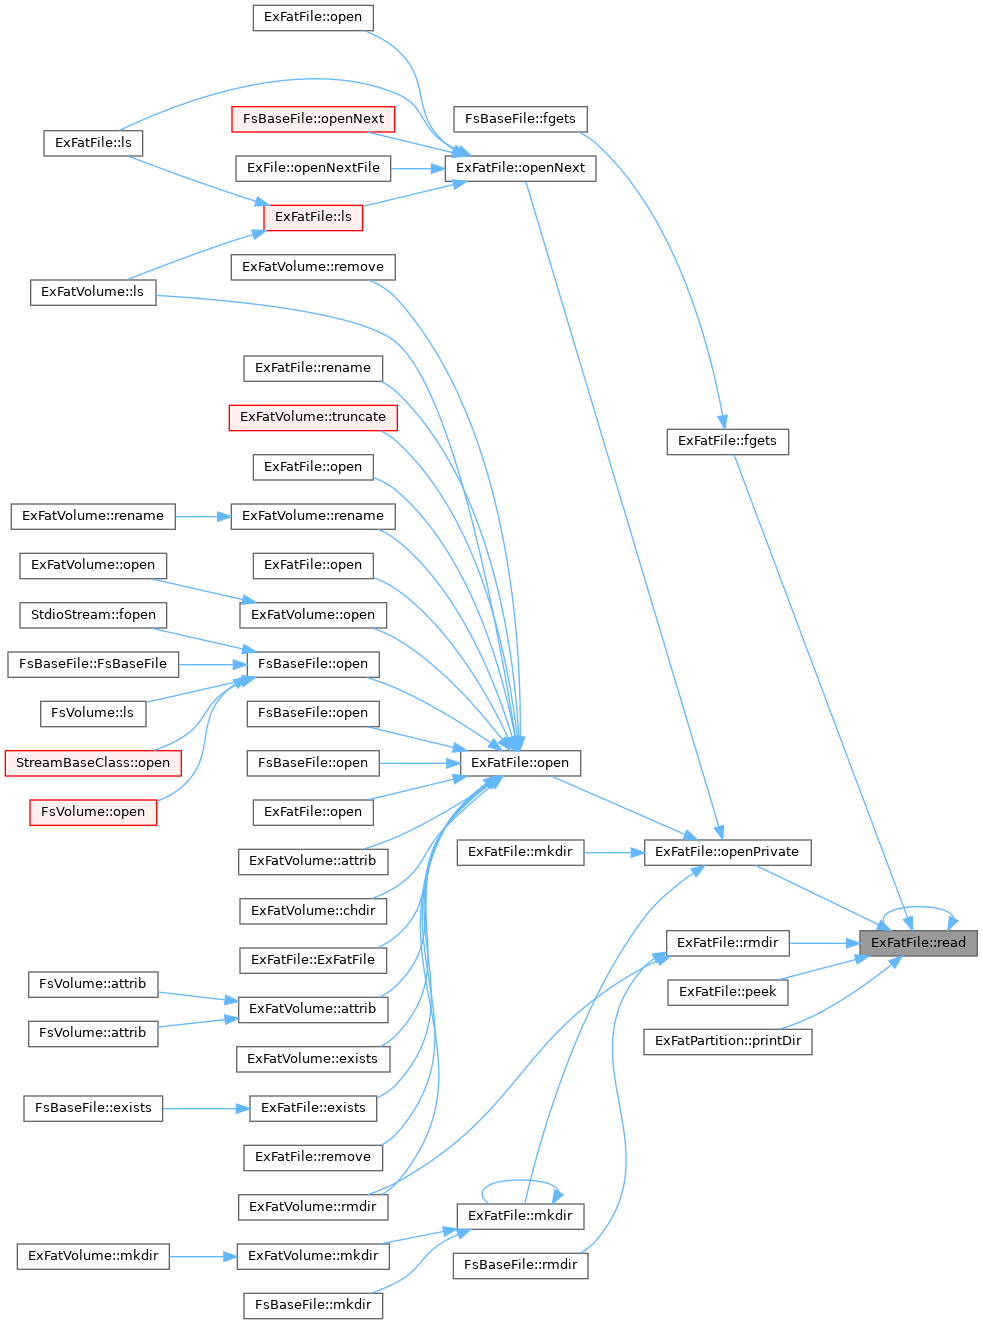 ExFatFile::open
FsBaseFile::openNext
FsBaseFile::fgets
ExFatFile::ls
ExFile::openNextFile
ExFatFile::openNext
ExFatFile::ls
ExFatVolume::remove
ExFatVolume::ls
ExFatFile::rename
ExFatVolume::truncate
ExFatFile::fgets
ExFatFile::open
ExFatVolume::rename
ExFatVolume::rename
ExFatVolume::open
ExFatFile::open
StdioStream::fopen
ExFatVolume::open
FsBaseFile::FsBaseFile
FsBaseFile::open
FsVolume::ls
FsBaseFile::open
StreamBaseClass::open
FsBaseFile::open
ExFatFile::open
FsVolume::open
ExFatFile::open
ExFatVolume::attrib
ExFatFile::mkdir
ExFatFile::openPrivate
ExFatVolume::chdir
ExFatFile::rmdir
ExFatFile::read
ExFatFile::ExFatFile
FsVolume::attrib
ExFatFile::peek
ExFatVolume::attrib
FsVolume::attrib
ExFatPartition::printDir
ExFatVolume::exists
FsBaseFile::exists
ExFatFile::exists
ExFatFile::remove
ExFatVolume::rmdir
ExFatFile::mkdir
ExFatVolume::mkdir
ExFatVolume::mkdir
FsBaseFile::rmdir
FsBaseFile::mkdir